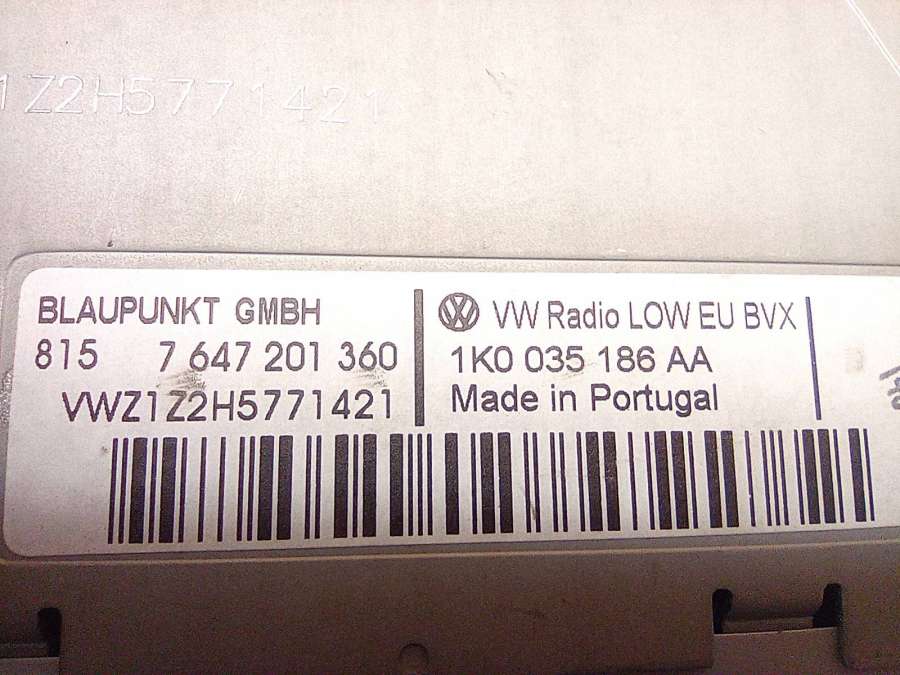 1Z2H5771421
BLAUPUNKT GMBH
815 7 647 201 360
VWZ1Z2H5771421
VW Radio LOW EU BVX
1K0 035 186 AA
Made in Portugal